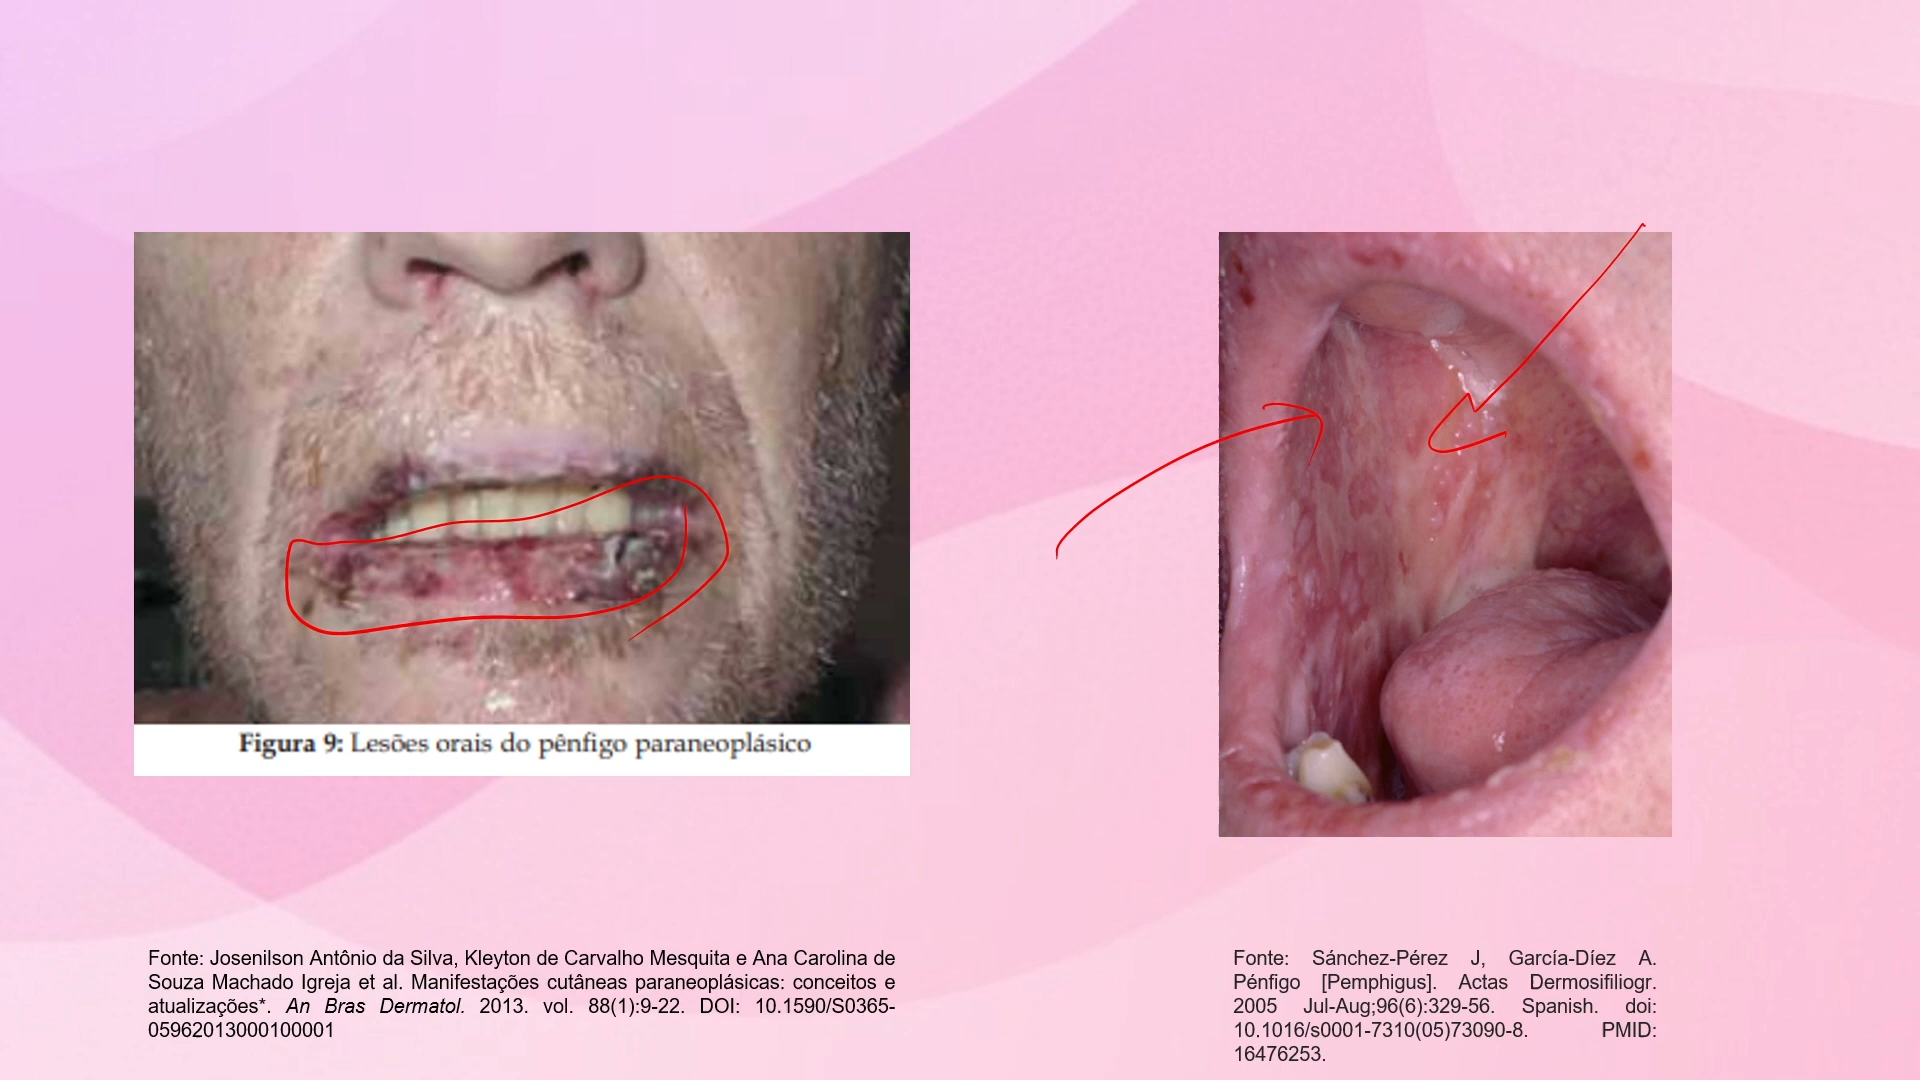 Figura 9: Lesões orais do pênfigo paraneoplásico
Fonte: Josenilson Antônio da Silva, Kleyton de Carvalho Mesquita e Ana Carolina de
Souza Machado Igreja et al. Manifestações cutâneas paraneoplásicas: conceitos e
atualizações*. An Bras Dermatol. 2013. vol. 88(1):9-22. DOI: 10.1590/S0365-
05962013000100001
Fonte: Sánchez-Pérez J, García-Díez A.
Pénfigo [Pemphigus]. Actas Dermosifiliogr.
2005 Jul-Aug;96(6):329-56. Spanish. doi:
10.1016/s0001-7310(05)73090-8. PMID:
16476253.